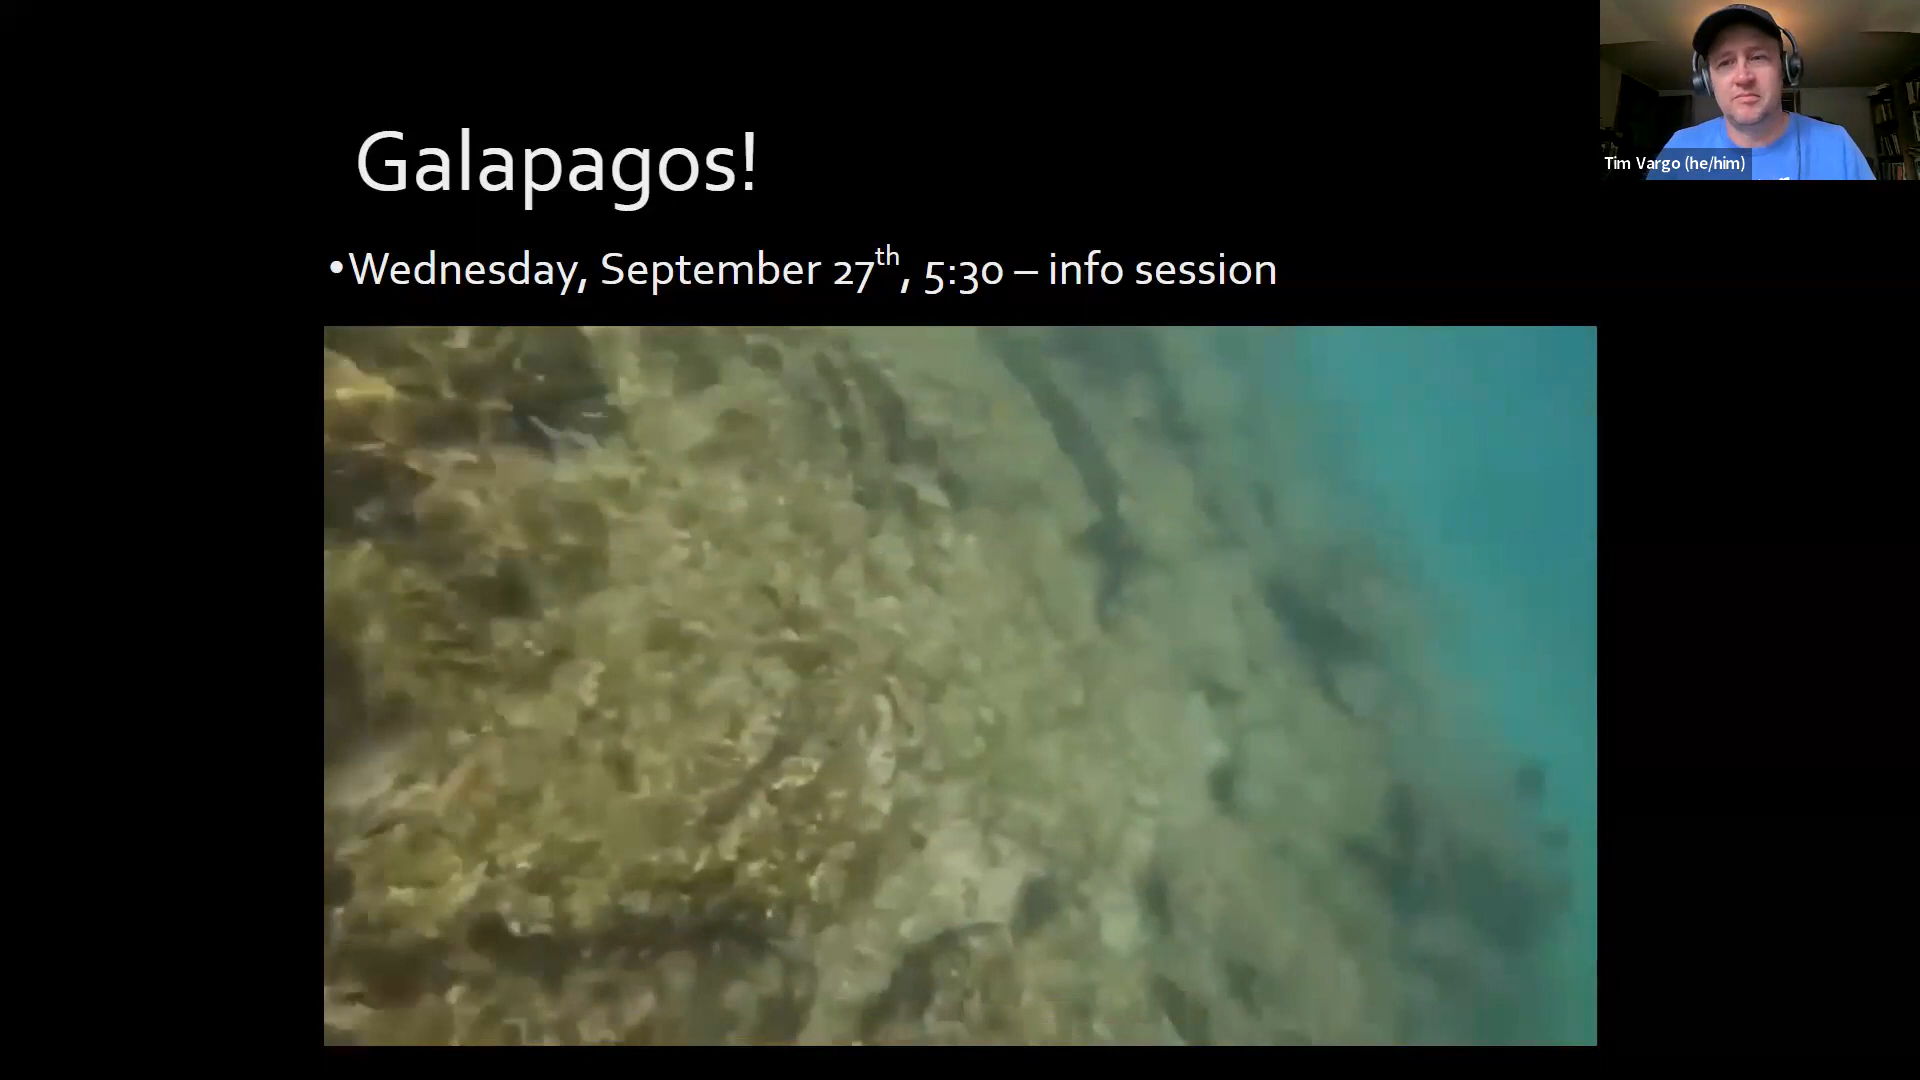 Galapagos!
•Wednesday, September 27th, 5:30 – info session
Tim Vargo (he/him)